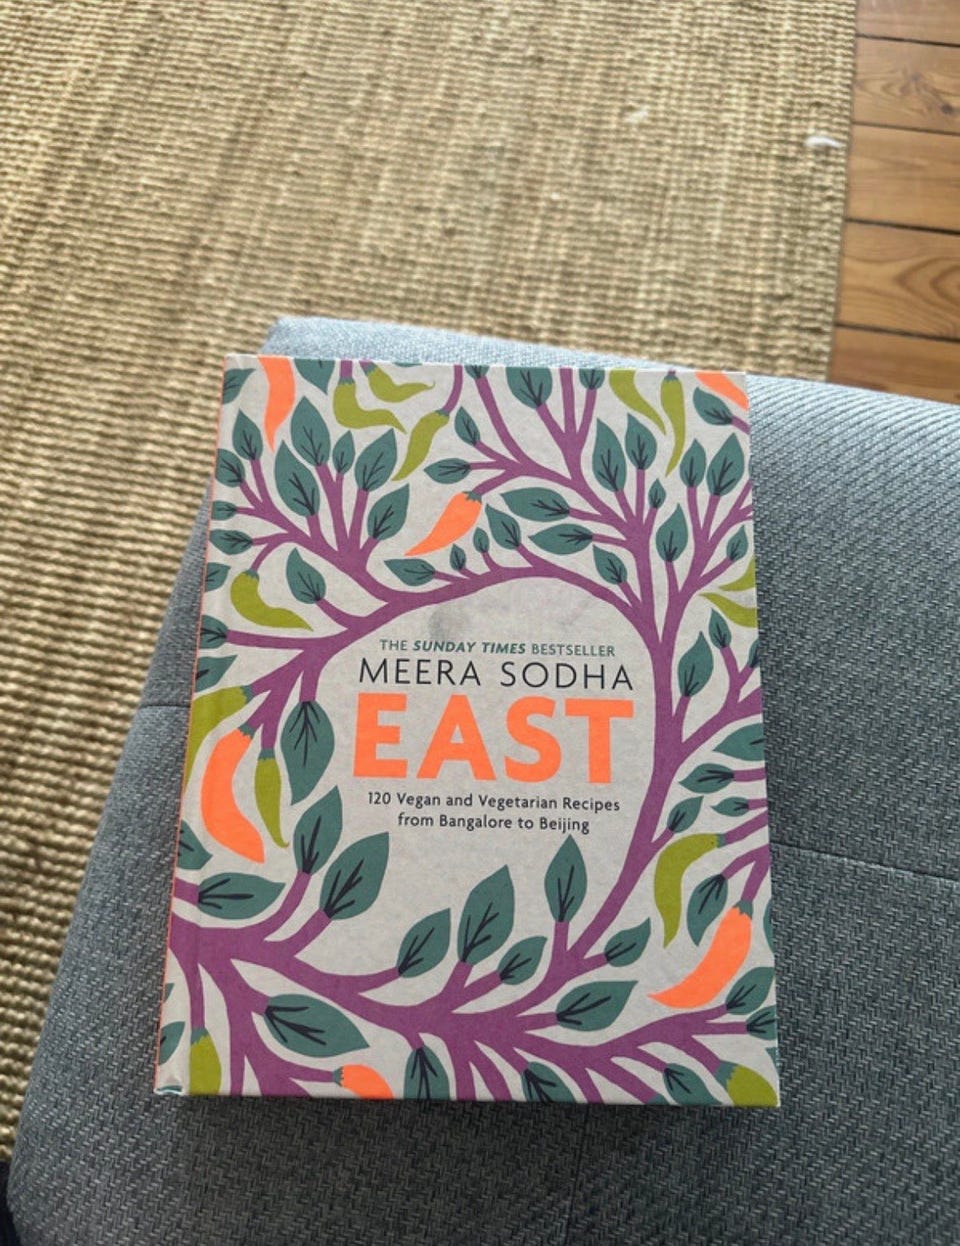 THE SUNDAY TIMES BESTSELLER
MEERA SODHA
EAST
120 Vegan and Vegetarian Recipes
from Bangalore to Beijing